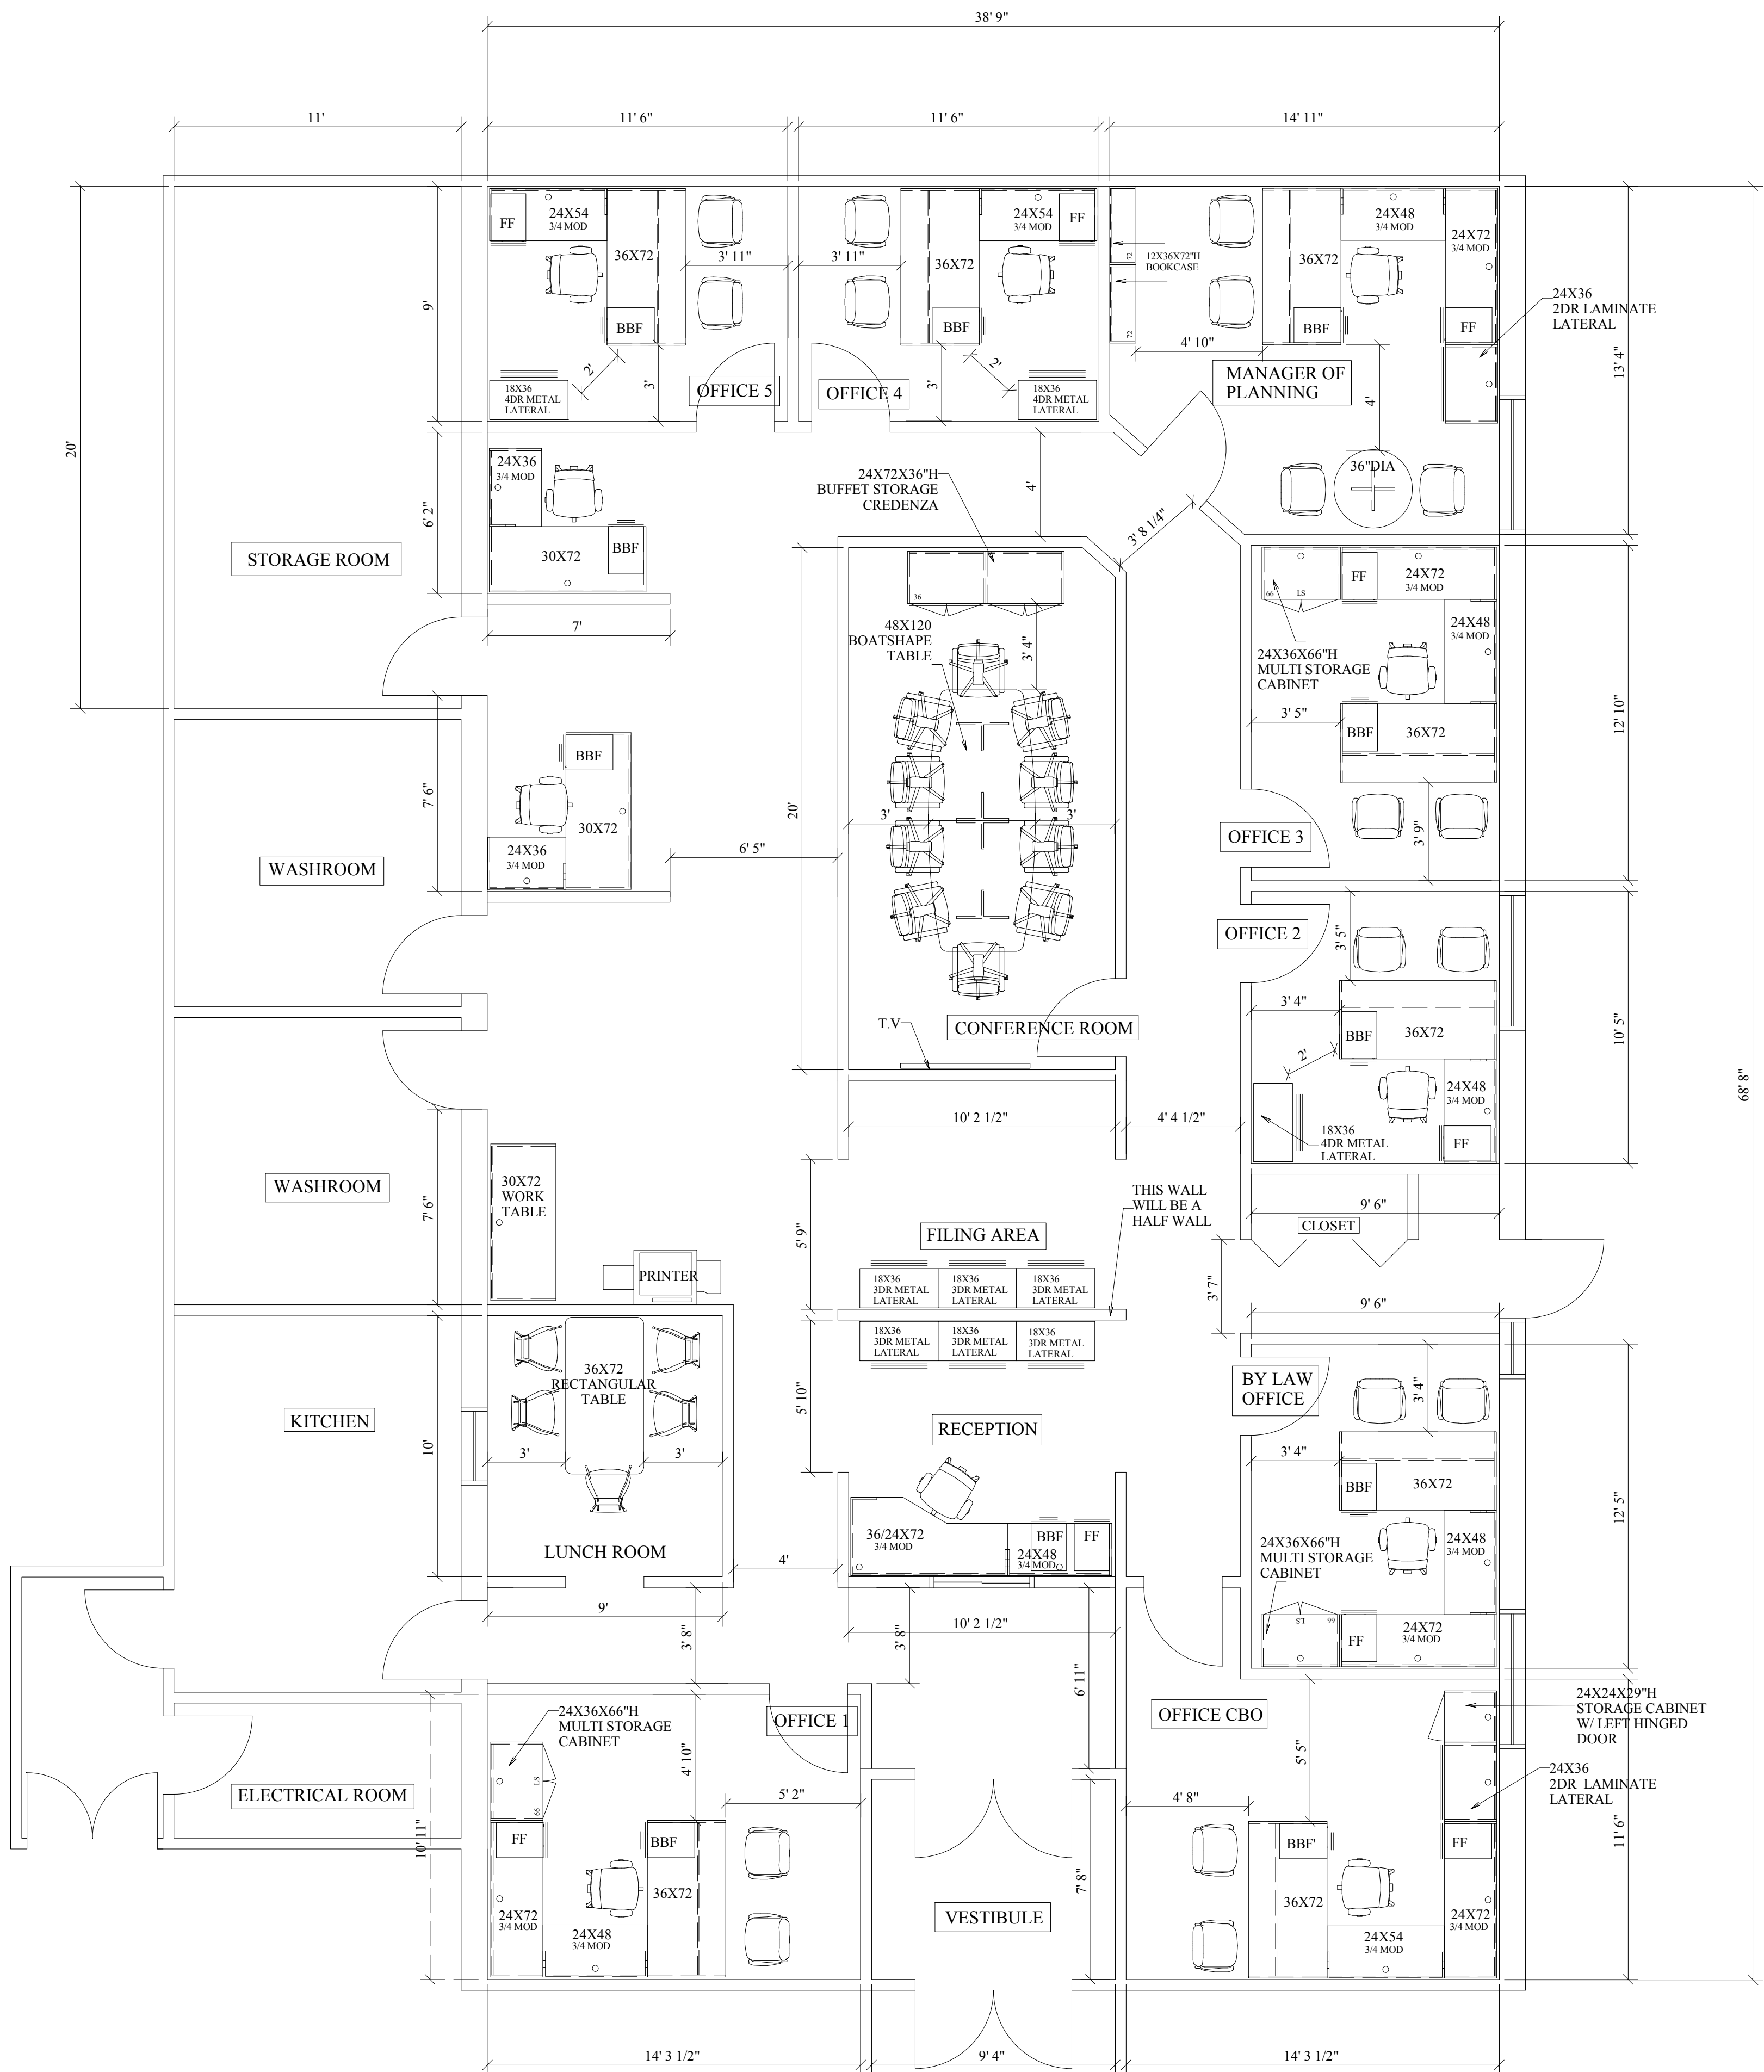 38' 9"
11'
11' 6"
11' 6"
14' 11"
20'
9'
FF
24X54
3/4 MOD
36X72
BBF
3' 11"
2'
3'
18X36
4DR METAL
LATERAL
OFFICE 5
3' 11"
36X72
24X54
3/4 MOD
FF
BBF
2'
3'
OFFICE 4
18X36
4DR METAL
LATERAL
72
72
12X36X72"H
BOOKCASE
4' 10"
36X72
24X48
3/4 MOD
24X72
3/4 MOD
BBF
FF
24X36
2DR LAMINATE
LATERAL
MANAGER OF
PLANNING
4'
13' 4"
36"DIA
6' 2"
24X36
3/4 MOD
30X72
BBF
7'
STORAGE ROOM
24X72X36"H
BUFFET STORAGE
CREDENZA
4'
3' 8 1/4"
36
48X120
BOATSHAPE
TABLE
3' 4"
20'
3'
3'
66
LS
FF
24X72
3/4 MOD
24X48
3/4 MOD
24X36X66"H
MULTI STORAGE
CABINET
3' 5"
BBF
36X72
12' 10"
3' 9"
OFFICE 3
7' 6"
BBF
30X72
24X36
3/4 MOD
6' 5"
WASHROOM
OFFICE 2
3' 5"
3' 4"
BBF
36X72
2'
24X48
3/4 MOD
FF
18X36
4DR METAL
LATERAL
10' 5"
68' 8"
T.V
CONFERENCE ROOM
10' 2 1/2"
4' 4 1/2"
WASHROOM
7' 6"
30X72
WORK
TABLE
PRINTER
5' 9"
FILING AREA
THIS WALL
WILL BE A
HALF WALL
9' 6"
CLOSET
3' 7"
9' 6"
18X36
3DR METAL
LATERAL
18X36
3DR METAL
LATERAL
18X36
3DR METAL
LATERAL
18X36
3DR METAL
LATERAL
18X36
3DR METAL
LATERAL
18X36
3DR METAL
LATERAL
5' 10"
RECEPTION
KITCHEN
10'
36X72
RECTANGULAR
TABLE
3'
3'
LUNCH ROOM
9'
4'
36/24X72
3/4 MOD
BBF
FF
24X48
3/4 MOD
BY LAW
OFFICE
3' 4"
3' 4"
BBF
36X72
12' 5"
24X36X66"H
MULTI STORAGE
CABINET
24X48
3/4 MOD
LS
66
FF
24X72
3/4 MOD
3' 8"
3' 8"
10' 2 1/2"
6' 11"
OFFICE 1
24X36X66"H
MULTI STORAGE
CABINET
4' 10"
5' 2"
LS
66
FF
BBF
36X72
24X72
3/4 MOD
24X48
3/4 MOD
10' 11"
ELECTRICAL ROOM
7' 8"
VESTIBULE
OFFICE CBO
5' 5"
4' 8"
24X24X29"H
STORAGE CABINET
W/ LEFT HINGED
DOOR
24X36
2DR LAMINATE
LATERAL
BBF'
FF
36X72
24X72
3/4 MOD
24X54
3/4 MOD
11' 6"
14' 3 1/2"
9' 4"
14' 3 1/2"